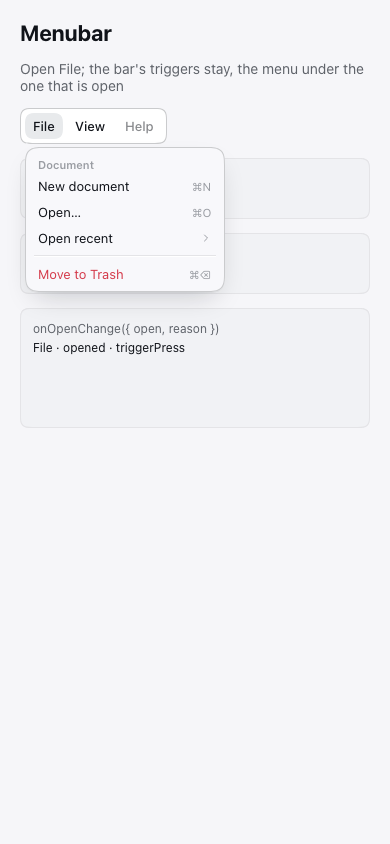 Menubar
Open File; the bar's triggers stay, the menu under the
one that is open
File View Help
Document
New document ⌘N
Open... ⌘O
Open recent ›
Move to Trash ⌘⌫
onOpenChange({ open, reason })
File · opened · triggerPress